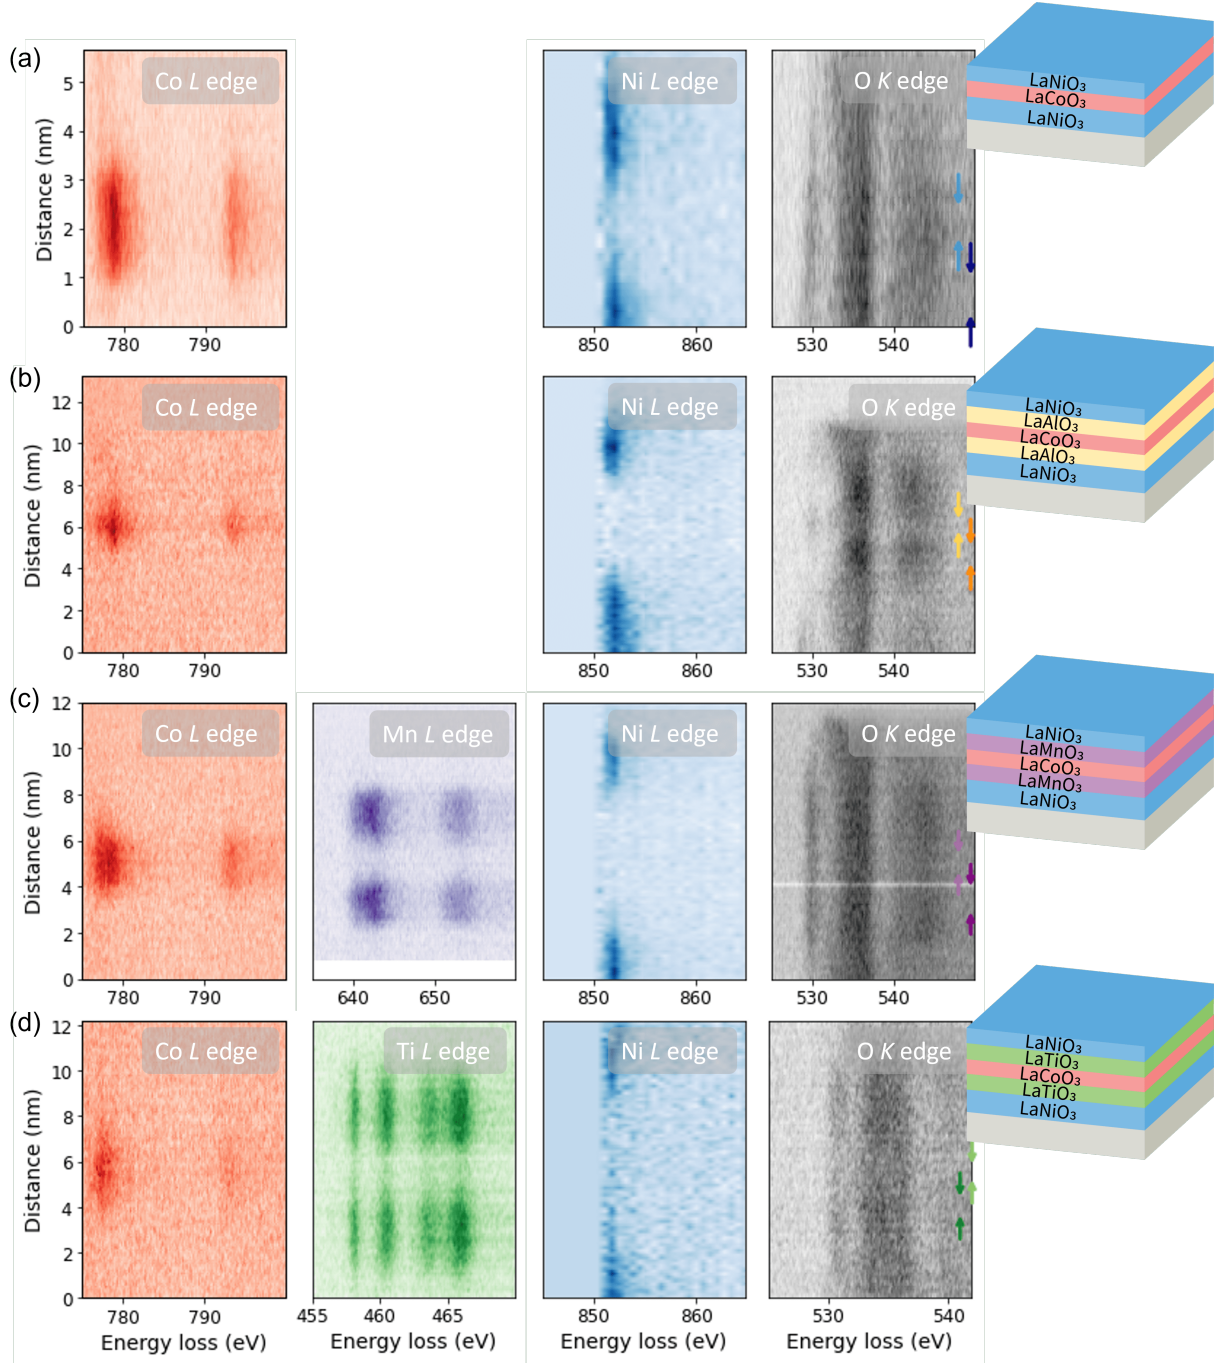 (a)
Co L edge
Ni L edge
O K edge
Distance (nm)
5
4
3
2
1
0
780 790
850 860
530 540
LaNiO₃
LaCoO₃
LaNiO₃
(b)
Co L edge
Ni L edge
O K edge
Distance (nm)
12
10
8
6
4
2
0
780 790
850 860
530 540
LaNiO₃
LaAlO₃
LaCoO₃
LaAlO₃
LaNiO₃
(c)
Co L edge
Mn L edge
Ni L edge
O K edge
Distance (nm)
12
10
8
6
4
2
0
780 790
640 650
850 860
530 540
LaNiO₃
LaMnO₃
LaCoO₃
LaMnO₃
LaNiO₃
(d)
Co L edge
Ti L edge
Ni L edge
O K edge
Distance (nm)
12
10
8
6
4
2
0
780 790
455 460 465
850 860
530 540
Energy loss (eV)
Energy loss (eV)
Energy loss (eV)
Energy loss (eV)
LaNiO₃
LaTiO₃
LaCoO₃
LaTiO₃
LaNiO₃